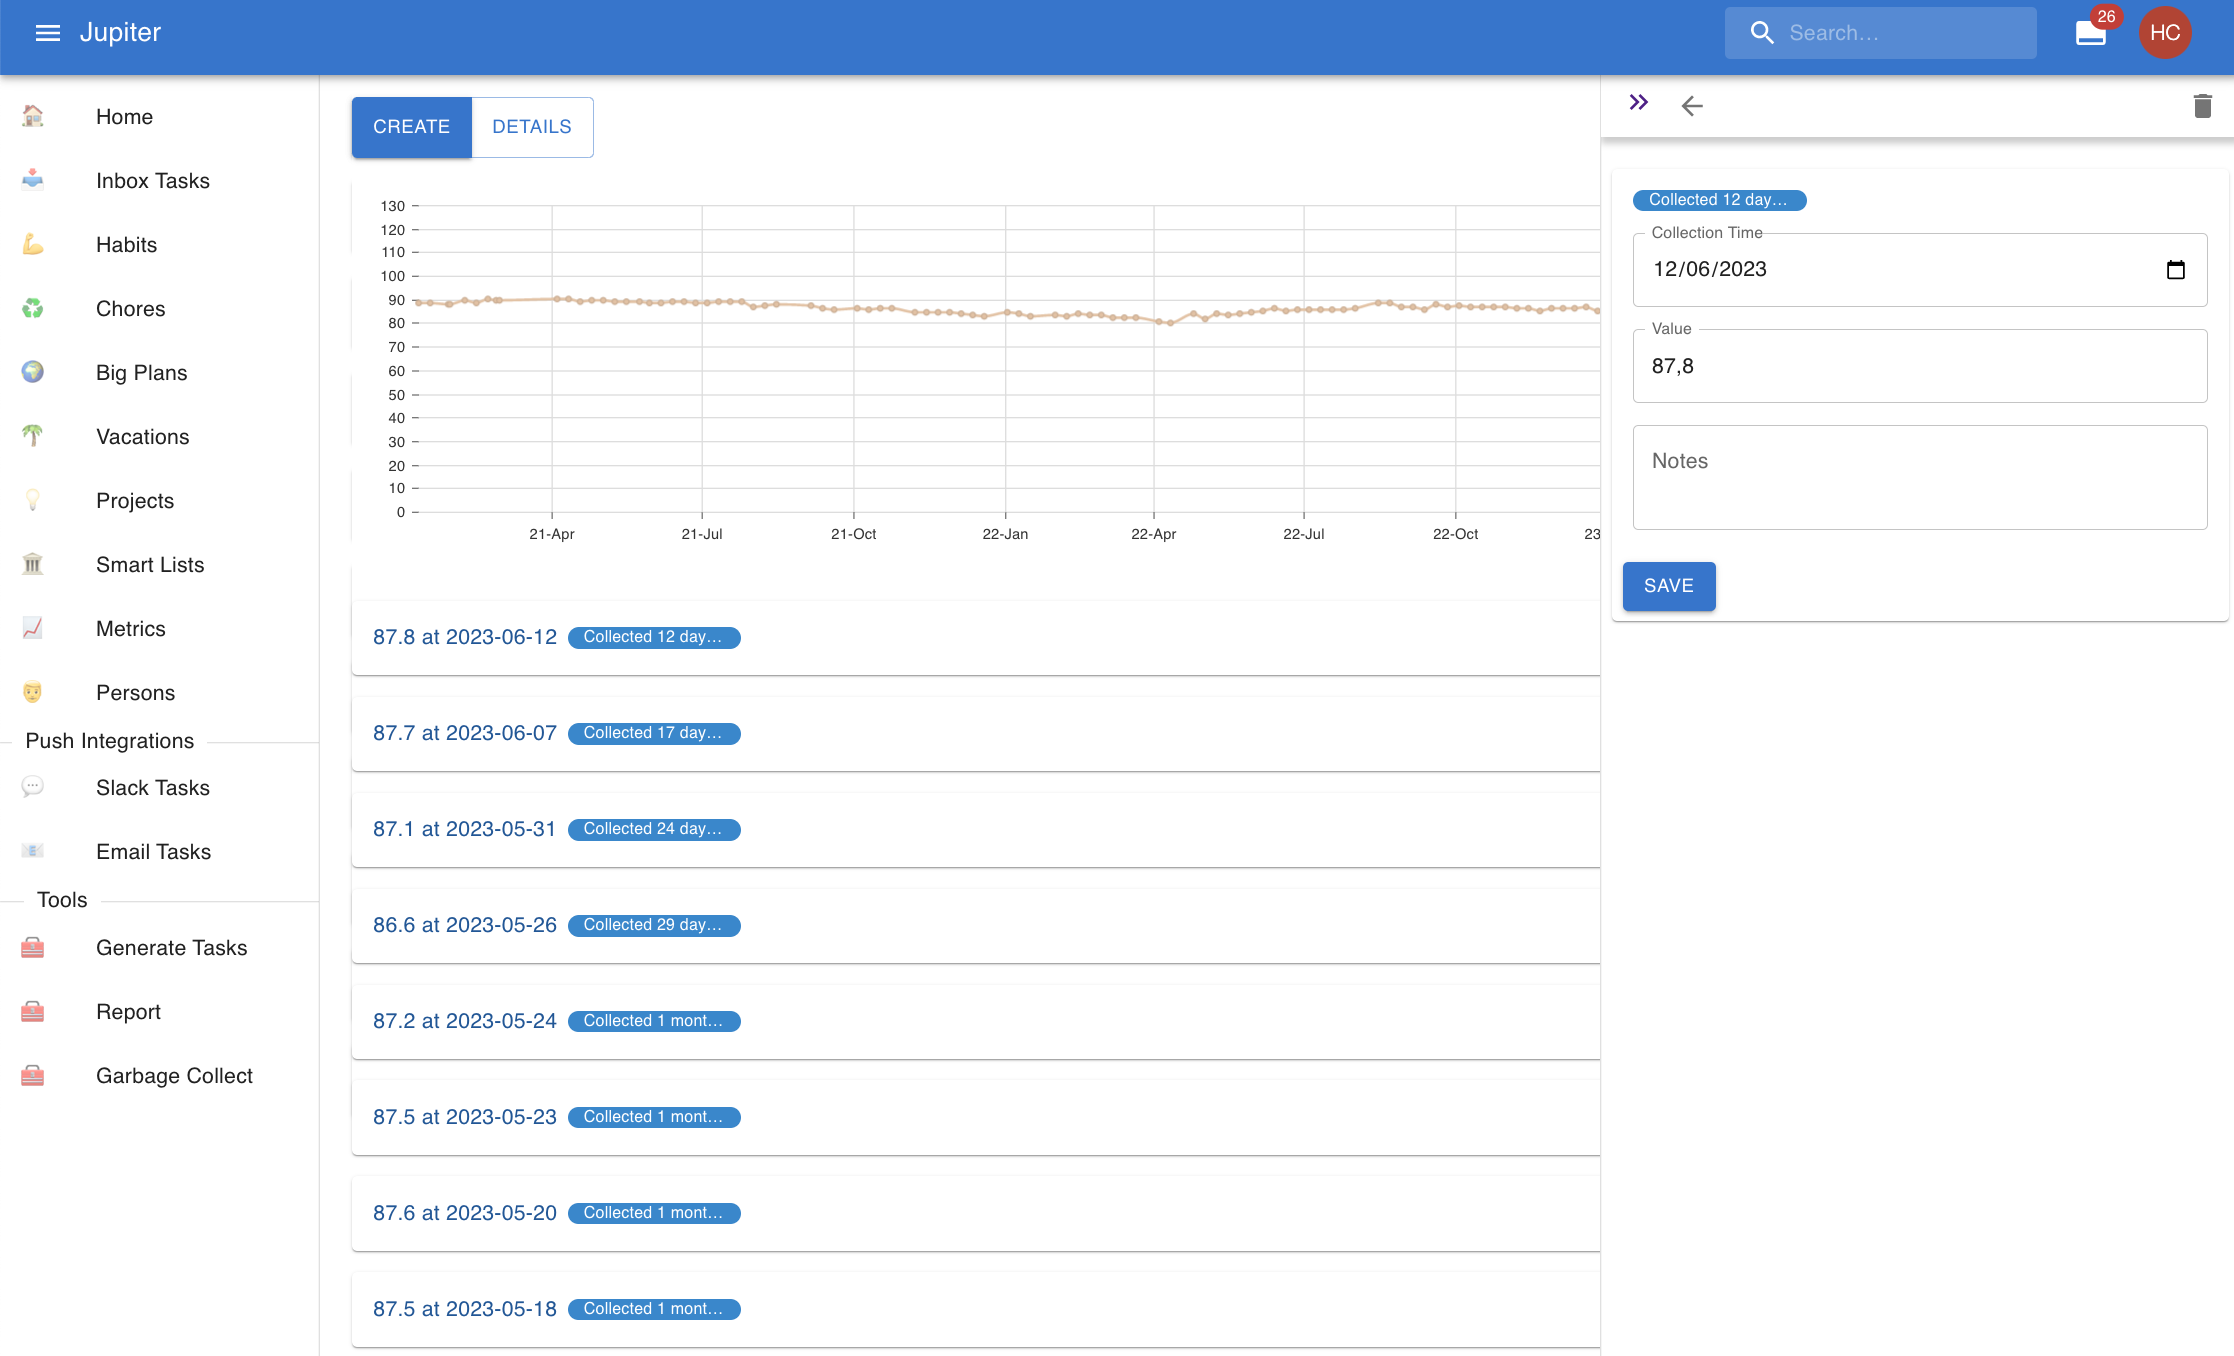 Jupiter
Search...
26
HC
Home
Inbox Tasks
Habits
Chores
Big Plans
Vacations
Projects
Smart Lists
Metrics
Persons
Push Integrations
Slack Tasks
Email Tasks
Tools
Generate Tasks
Report
Garbage Collect
CREATE DETAILS
130
120
110
100
90
80
70
60
50
40
30
20
10
0
21-Apr 21-Jul 21-Oct 22-Jan 22-Apr 22-Jul 22-Oct 23
87.8 at 2023-06-12 Collected 12 day...
87.7 at 2023-06-07 Collected 17 day...
87.1 at 2023-05-31 Collected 24 day...
86.6 at 2023-05-26 Collected 29 day...
87.2 at 2023-05-24 Collected 1 mont...
87.5 at 2023-05-23 Collected 1 mont...
87.6 at 2023-05-20 Collected 1 mont...
87.5 at 2023-05-18 Collected 1 mont...
Collected 12 day...
Collection Time
12/06/2023
Value
87,8
Notes
SAVE